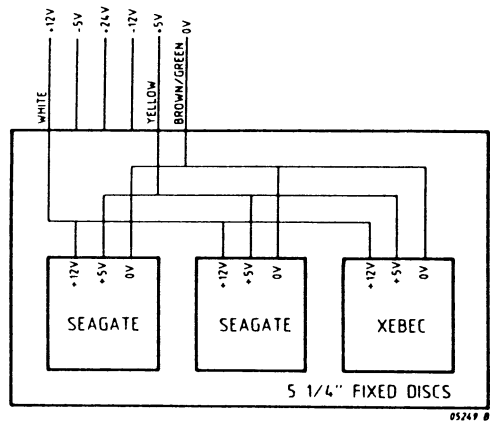 +12V
-5V
+24V
-12V
+5V
0V
WHITE
YELLOW
BROWN/GREEN
+12V
+5V
0V
+12V
+5V
0V
+12V
+5V
0V
SEAGATE
SEAGATE
XEBEC
5 1/4" FIXED DISCS
05249 B